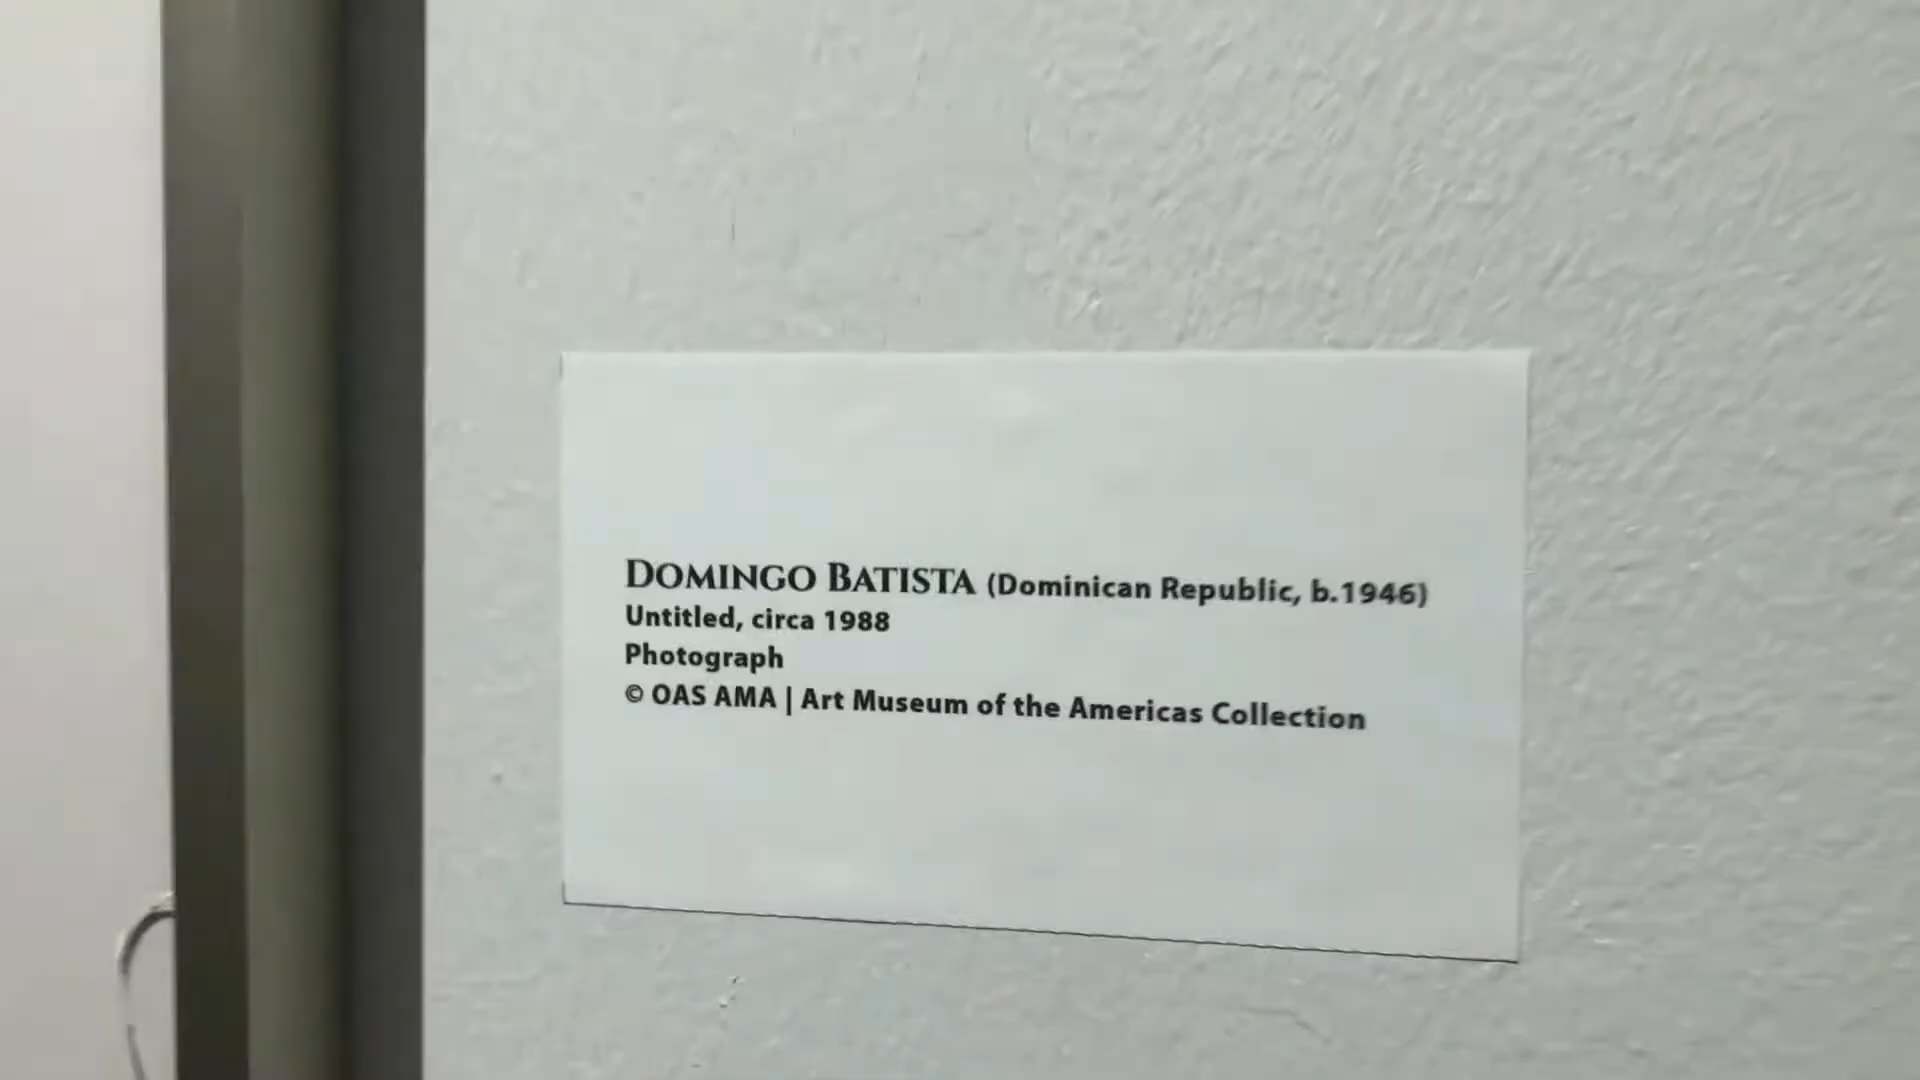 DOMINGO BATISTA (Dominican Republic, b.1946)
Untitled, circa 1988
Photograph
© OAS AMA | Art Museum of the Americas Collection